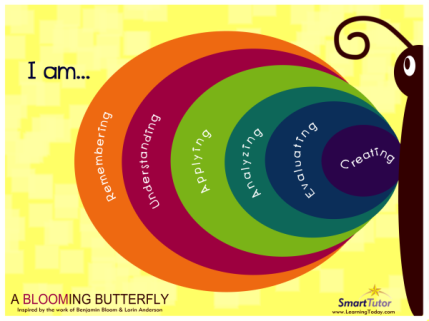 I am...
Remembering
Understanding
Applying
Analyzing
Evaluating
Creating
A BLOOMING BUTTERFLY
Inspired by the work of Benjamin Bloom & Lorin Anderson
SmartTutor
www.LearningToday.com